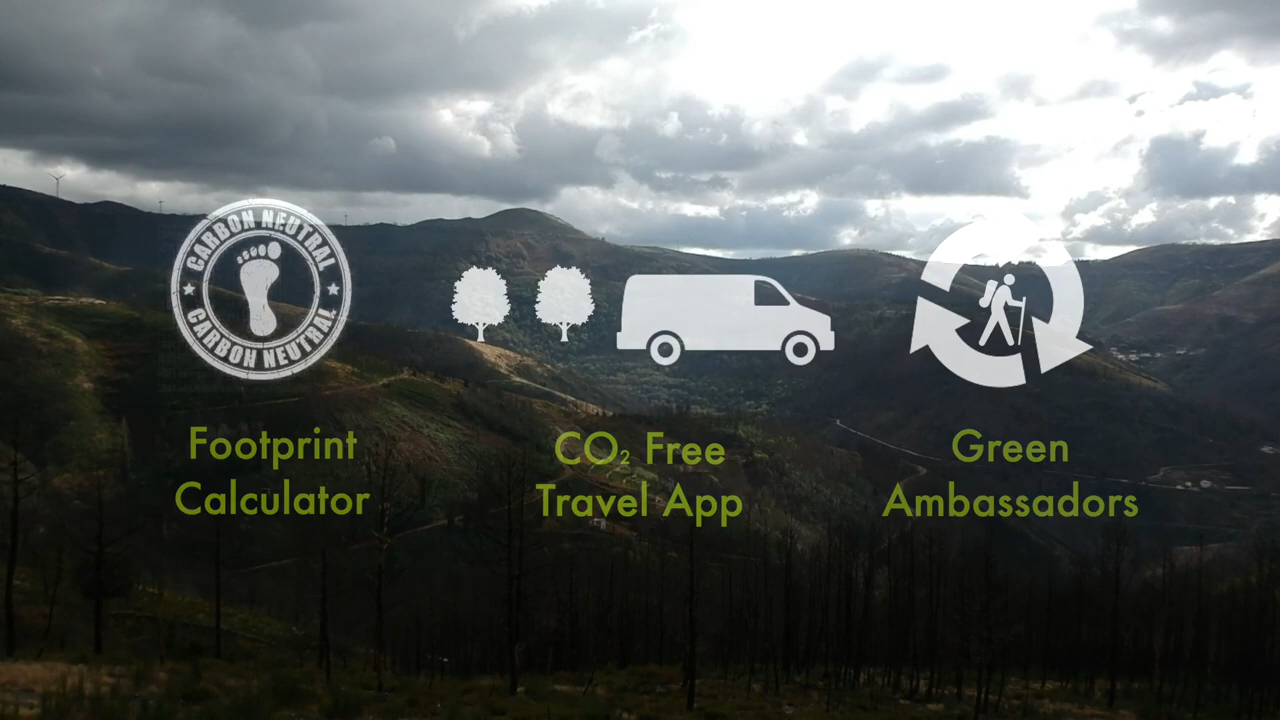 CARBON NEUTRAL
CARBON NEUTRAL
Footprint
Calculator
CO₂ Free
Travel App
Green
Ambassadors